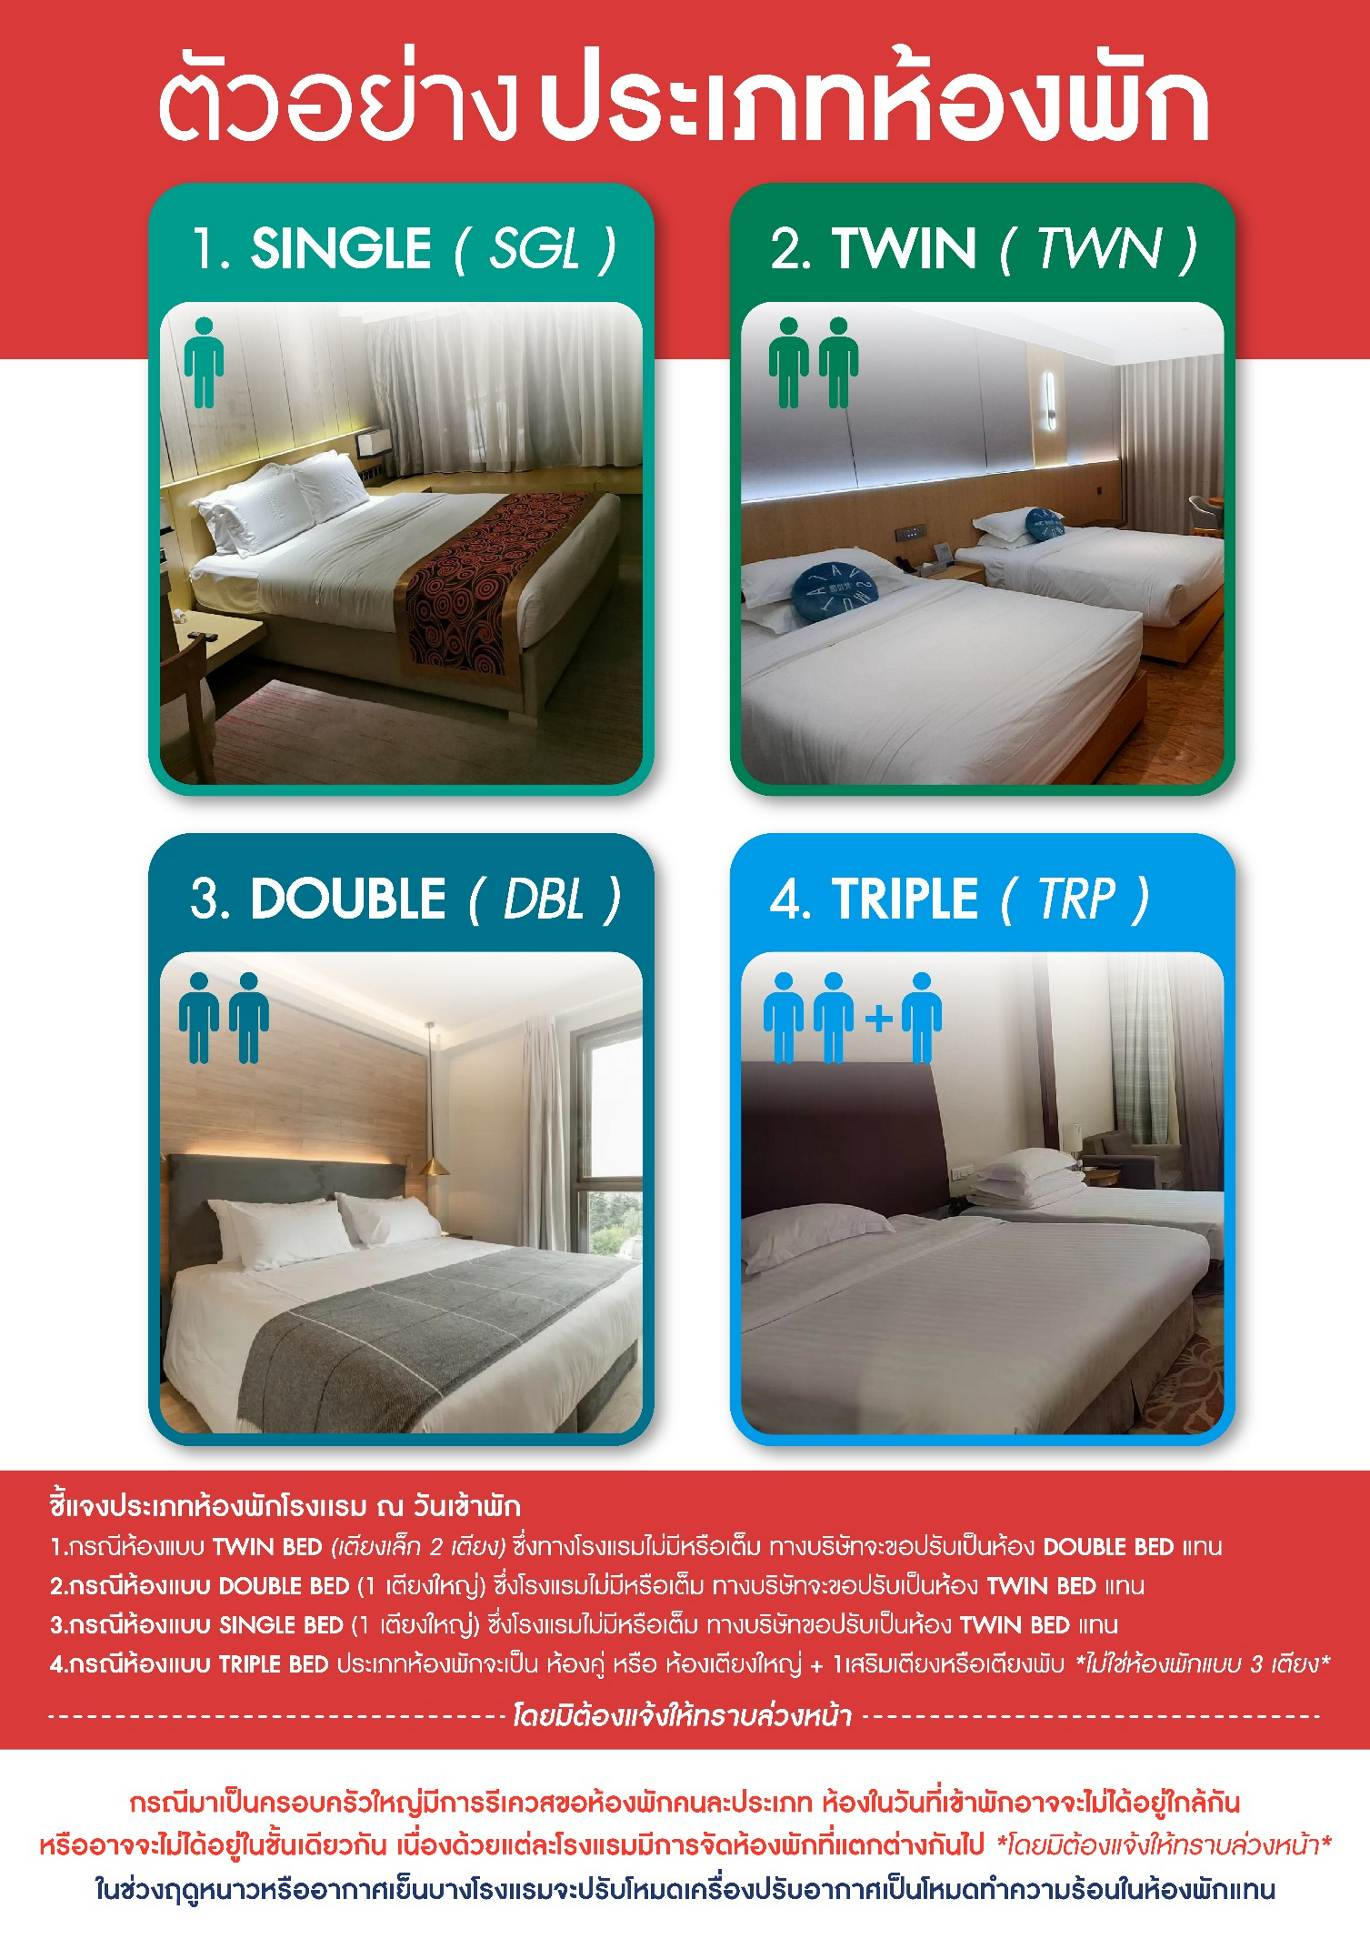 ตัวอย่างประเภทห้องพัก
1. SINGLE ( SGL )
2. TWIN ( TWN )
3. DOUBLE ( DBL )
4. TRIPLE ( TRP )
+
ชี้แจงประเภทห้องพักโรงแรม ณ วันเข้าพัก
1.กรณีห้องแบบ TWIN BED (เตียงเล็ก 2 เตียง) ซึ่งทางโรงแรมไม่มีหรือเต็ม ทางบริษัทจะขอปรับเป็นห้อง DOUBLE BED แทน
2.กรณีห้องแบบ DOUBLE BED (1 เตียงใหญ่) ซึ่งโรงแรมไม่มีหรือเต็ม ทางบริษัทจะขอปรับเป็นห้อง TWIN BED แทน
3.กรณีห้องแบบ SINGLE BED (1 เตียงใหญ่) ซึ่งโรงแรมไม่มีหรือเต็ม ทางบริษัทขอปรับเป็นห้อง TWIN BED แทน
4.กรณีห้องแบบ TRIPLE BED ประเภทห้องพักจะเป็น ห้องคู่ หรือ ห้องเตียงใหญ่ + 1เสริมเตียงหรือเตียงพับ *ไม่ใช่ห้องพักแบบ 3 เตียง*
โดยมิต้องแจ้งให้ทราบล่วงหน้า
กรณีมาเป็นครอบครัวใหญ่มีการรีเควสขอห้องพักคนละประเภท ห้องในวันที่เข้าพักอาจจะไม่ได้อยู่ใกล้กัน
หรืออาจจะไม่ได้อยู่ในชั้นเดียวกัน เนื่องด้วยแต่ละโรงแรมมีการจัดห้องพักที่แตกต่างกันไป *โดยมิต้องแจ้งให้ทราบล่วงหน้า*
ในช่วงฤดูหนาวหรืออากาศเย็นบางโรงแรมจะปรับโหมดเครื่องปรับอากาศเป็นโหมดทำความร้อนในห้องพักแทน